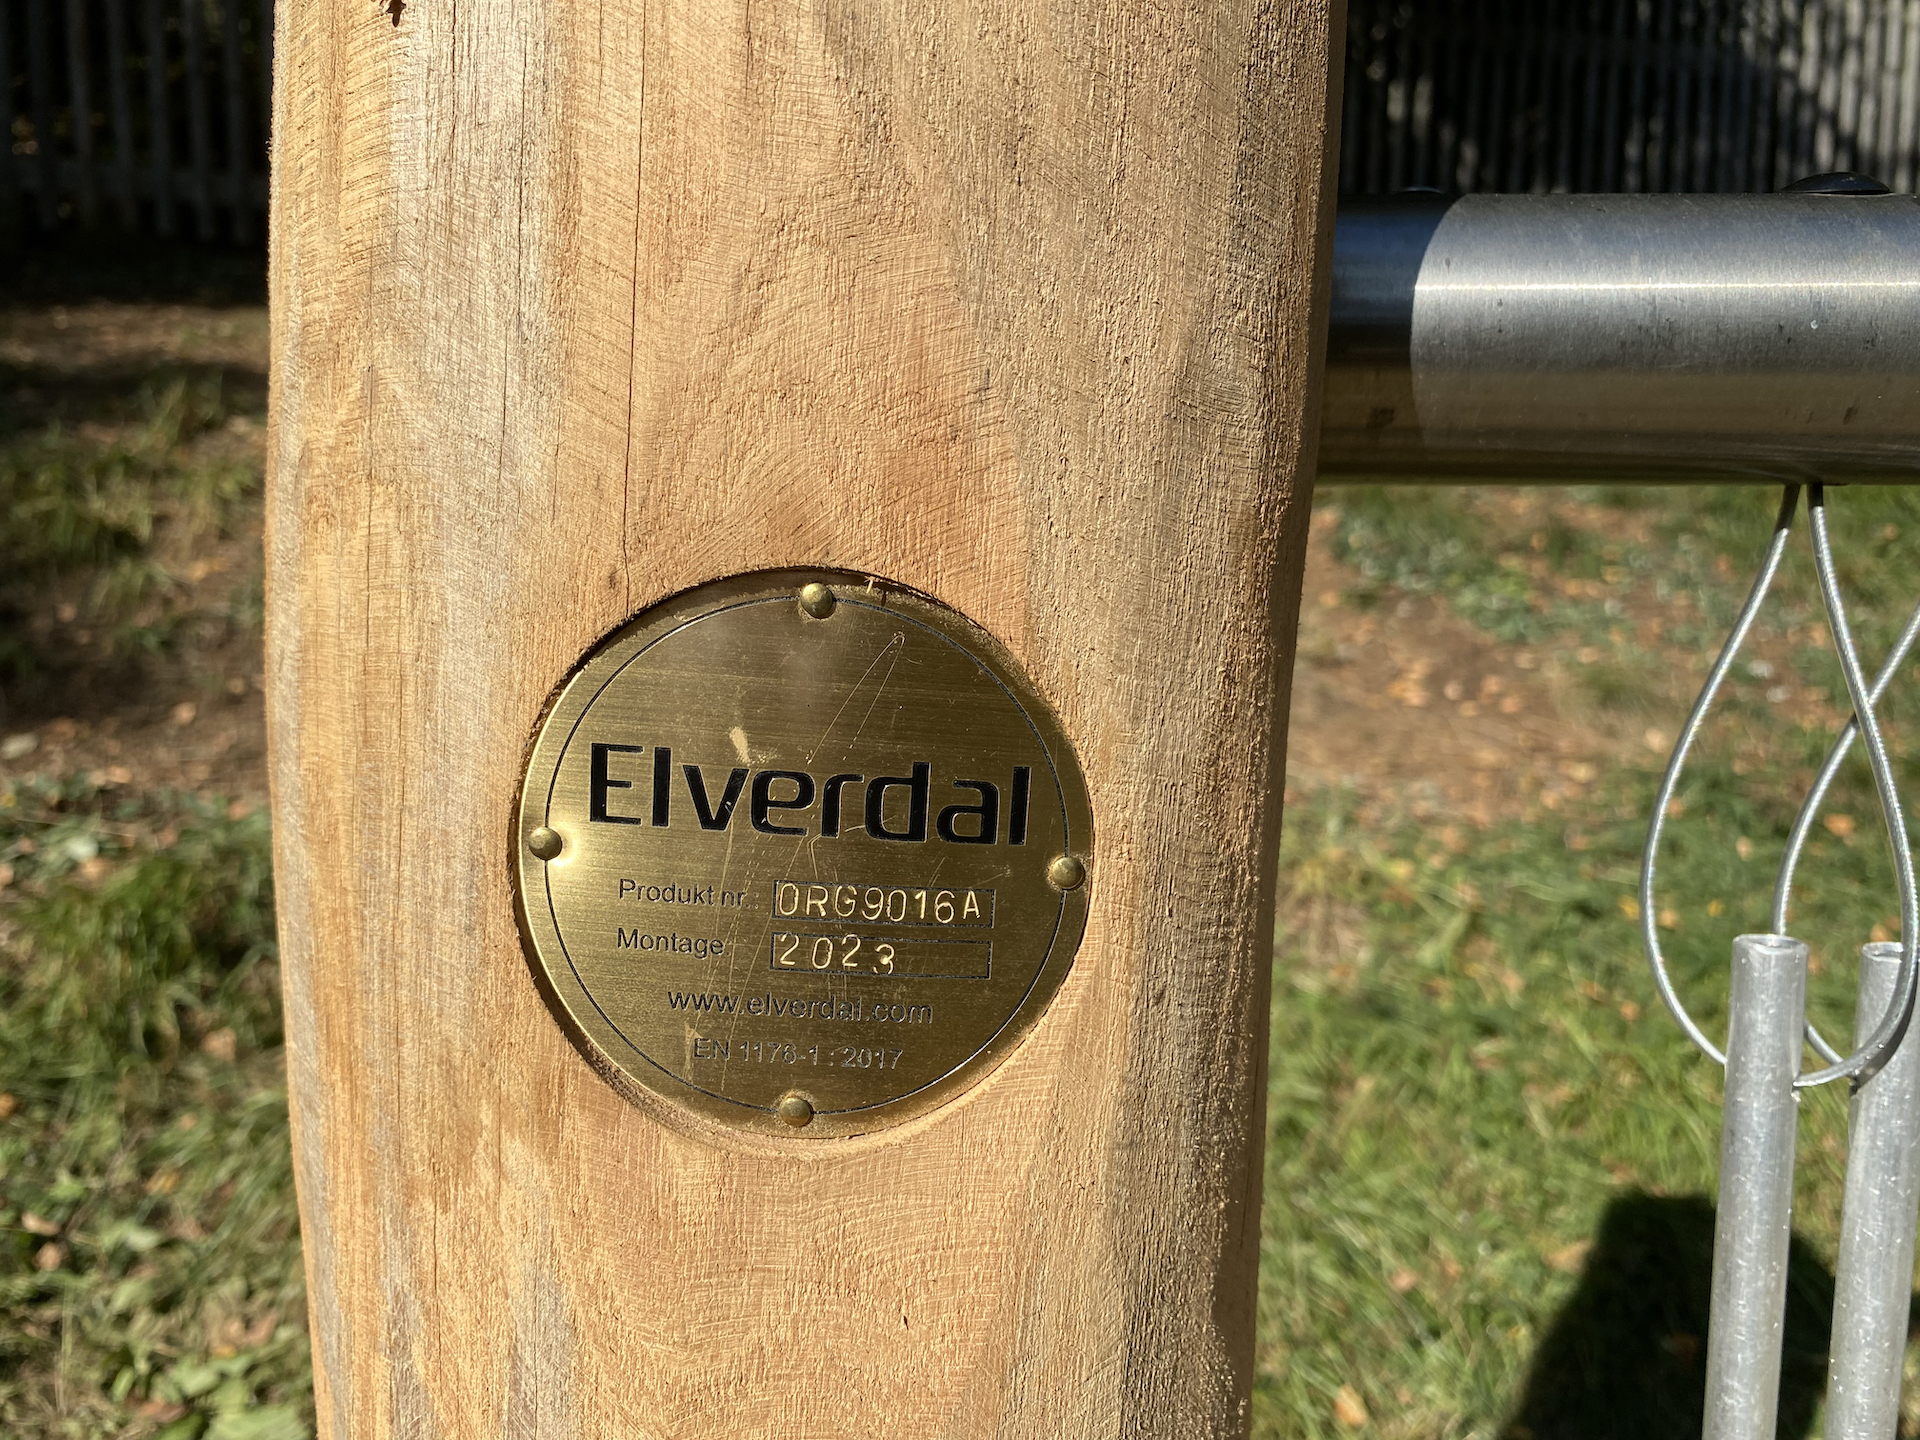 Elverdal
Produkt nr.: ORG9016A
Montage: 2023
www.elverdal.com
EN 1176-1:2017